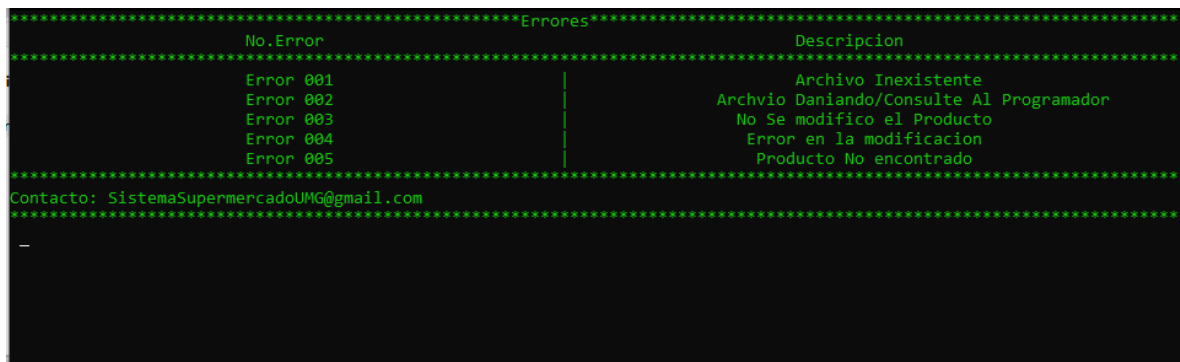 ****************************************************Errores************************************************************
No.Error Descripcion
***********************************************************************************************************************
Error 001 | Archivo Inexistente
Error 002 | Archvio Daniando/Consulte Al Programador
Error 003 | No Se modifico el Producto
Error 004 | Error en la modificacion
Error 005 | Producto No encontrado
***********************************************************************************************************************
Contacto: SistemaSupermercadoUMG@gmail.com
***********************************************************************************************************************
_